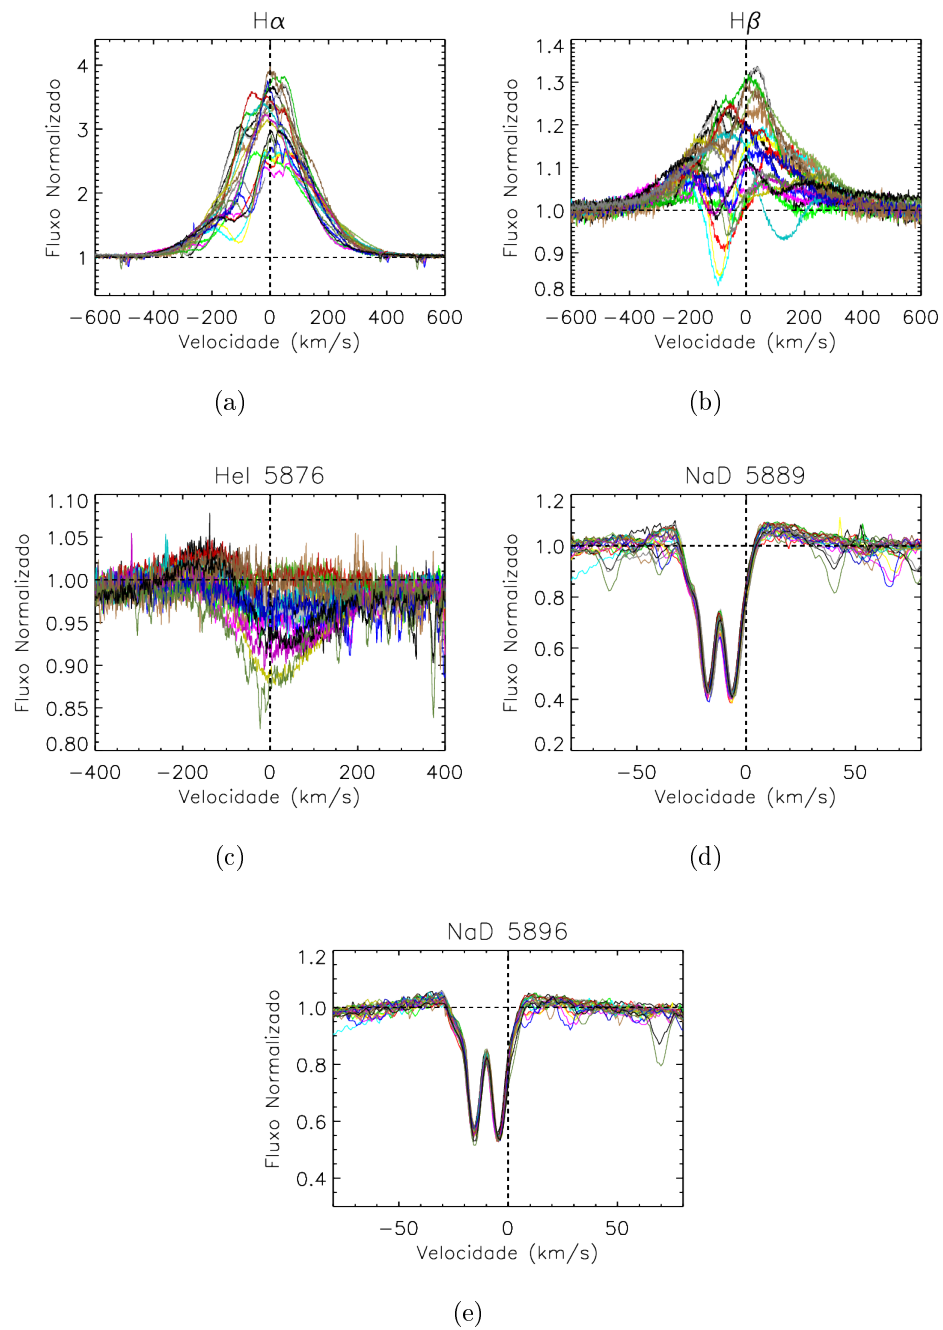 Hα
Fluxo Normalizado
4
3
2
1
−600 −400 −200 0 200 400 600
Velocidade (km/s)
(a)
Hβ
Fluxo Normalizado
1.4
1.3
1.2
1.1
1.0
0.9
0.8
−600 −400 −200 0 200 400 600
Velocidade (km/s)
(b)
HeI 5876
Fluxo Normalizado
1.10
1.05
1.00
0.95
0.90
0.85
0.80
−400 −200 0 200 400
Velocidade (km/s)
(c)
NaD 5889
Fluxo Normalizado
1.2
1.0
0.8
0.6
0.4
0.2
−50 0 50
Velocidade (km/s)
(d)
NaD 5896
Fluxo Normalizado
1.2
1.0
0.8
0.6
0.4
−50 0 50
Velocidade (km/s)
(e)